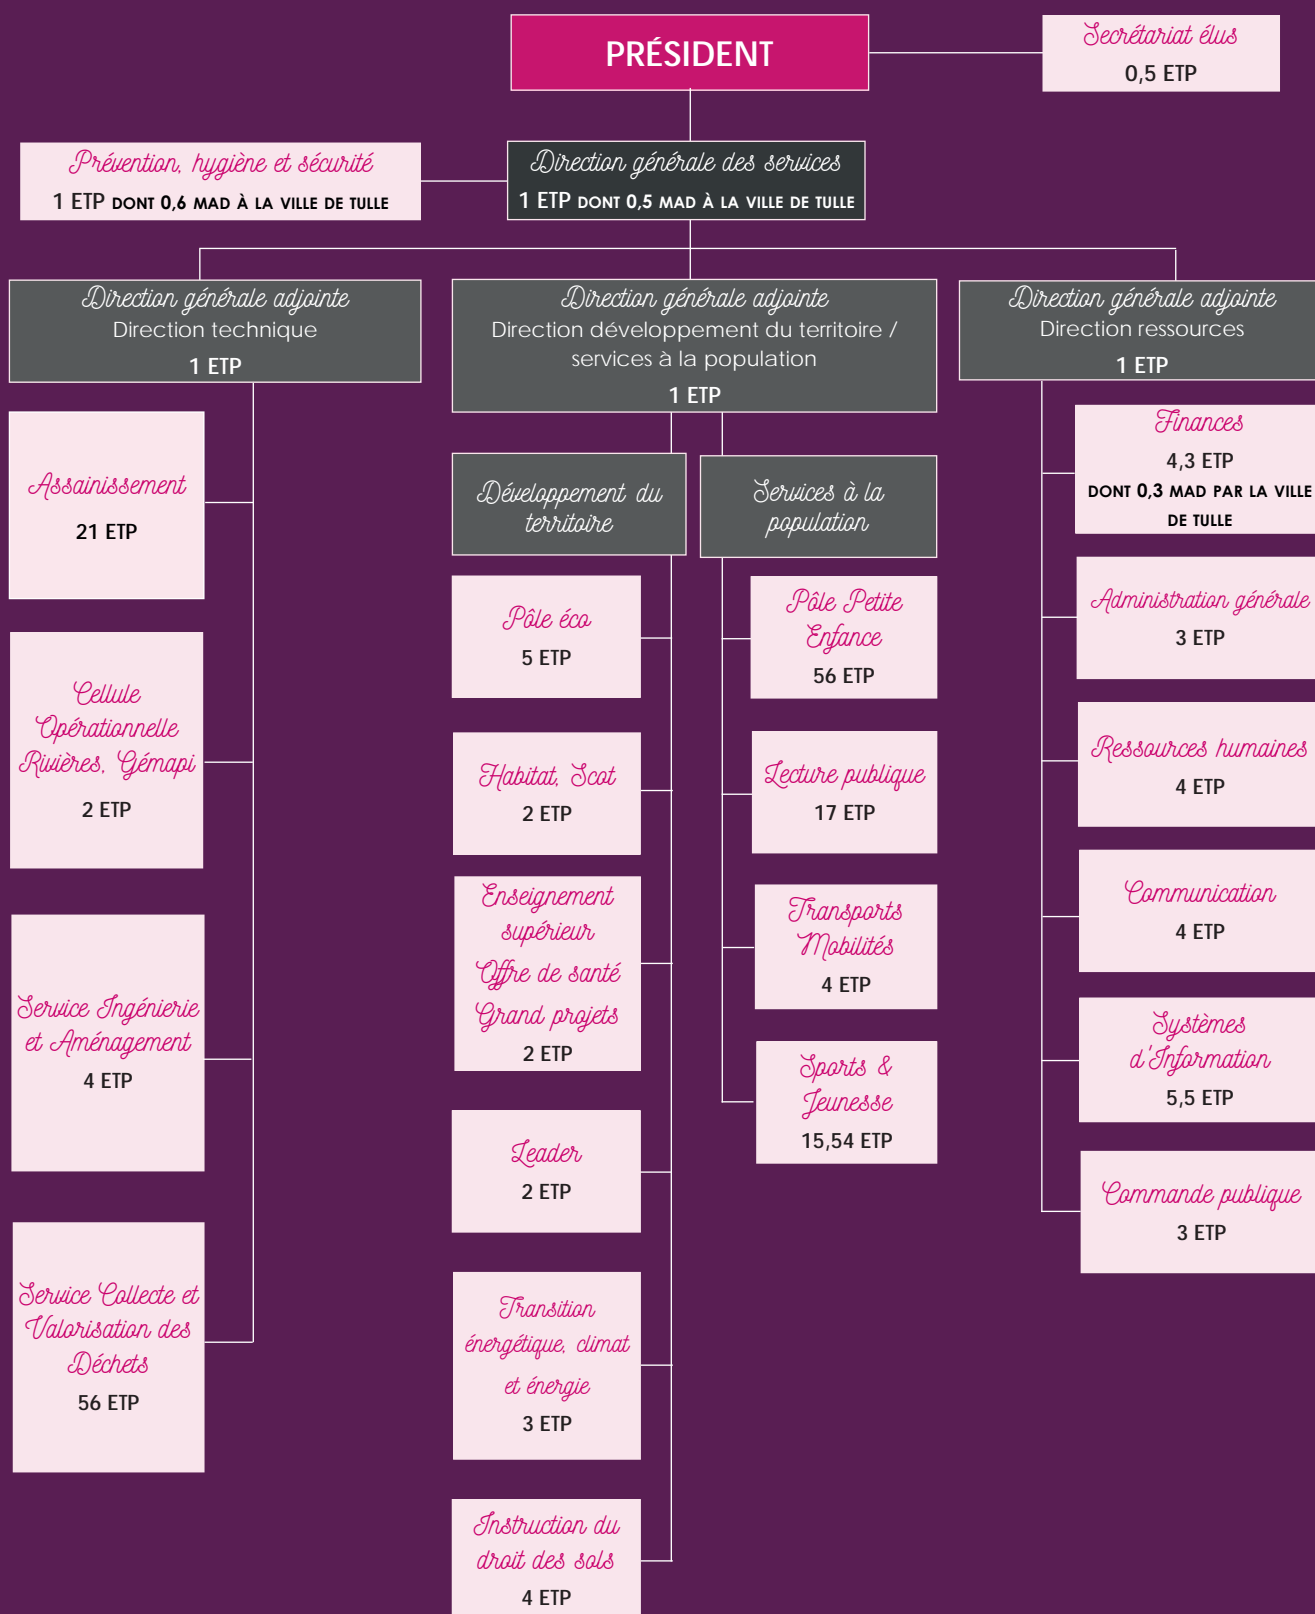 PRÉSIDENT
Secrétariat élus
0,5 ETP
Prévention, hygiène et sécurité
1 ETP DONT 0,6 MAD À LA VILLE DE TULLE
Direction générale des services
1 ETP DONT 0,5 MAD À LA VILLE DE TULLE
Direction générale adjointe
Direction technique
1 ETP
Assainissement
21 ETP
Cellule
Opérationnelle
Rivières, Gémapi
2 ETP
Service Ingénierie
et Aménagement
4 ETP
Service Collecte et
Valorisation des
Déchets
56 ETP
Direction générale adjointe
Direction développement du territoire /
services à la population
1 ETP
Développement du
territoire
Pôle éco
5 ETP
Habitat, Scot
2 ETP
Enseignement
supérieur
Offre de santé
Grand projets
2 ETP
Leader
2 ETP
Transition
énergétique, climat
et énergie
3 ETP
Instruction du
droit des sols
4 ETP
Services à la
population
Pôle Petite
Enfance
56 ETP
Lecture publique
17 ETP
Transports
Mobilités
4 ETP
Sports &
Jeunesse
15,54 ETP
Direction générale adjointe
Direction ressources
1 ETP
Finances
4,3 ETP
DONT 0,3 MAD PAR LA VILLE
DE TULLE
Administration générale
3 ETP
Ressources humaines
4 ETP
Communication
4 ETP
Systèmes
d'Information
5,5 ETP
Commande publique
3 ETP